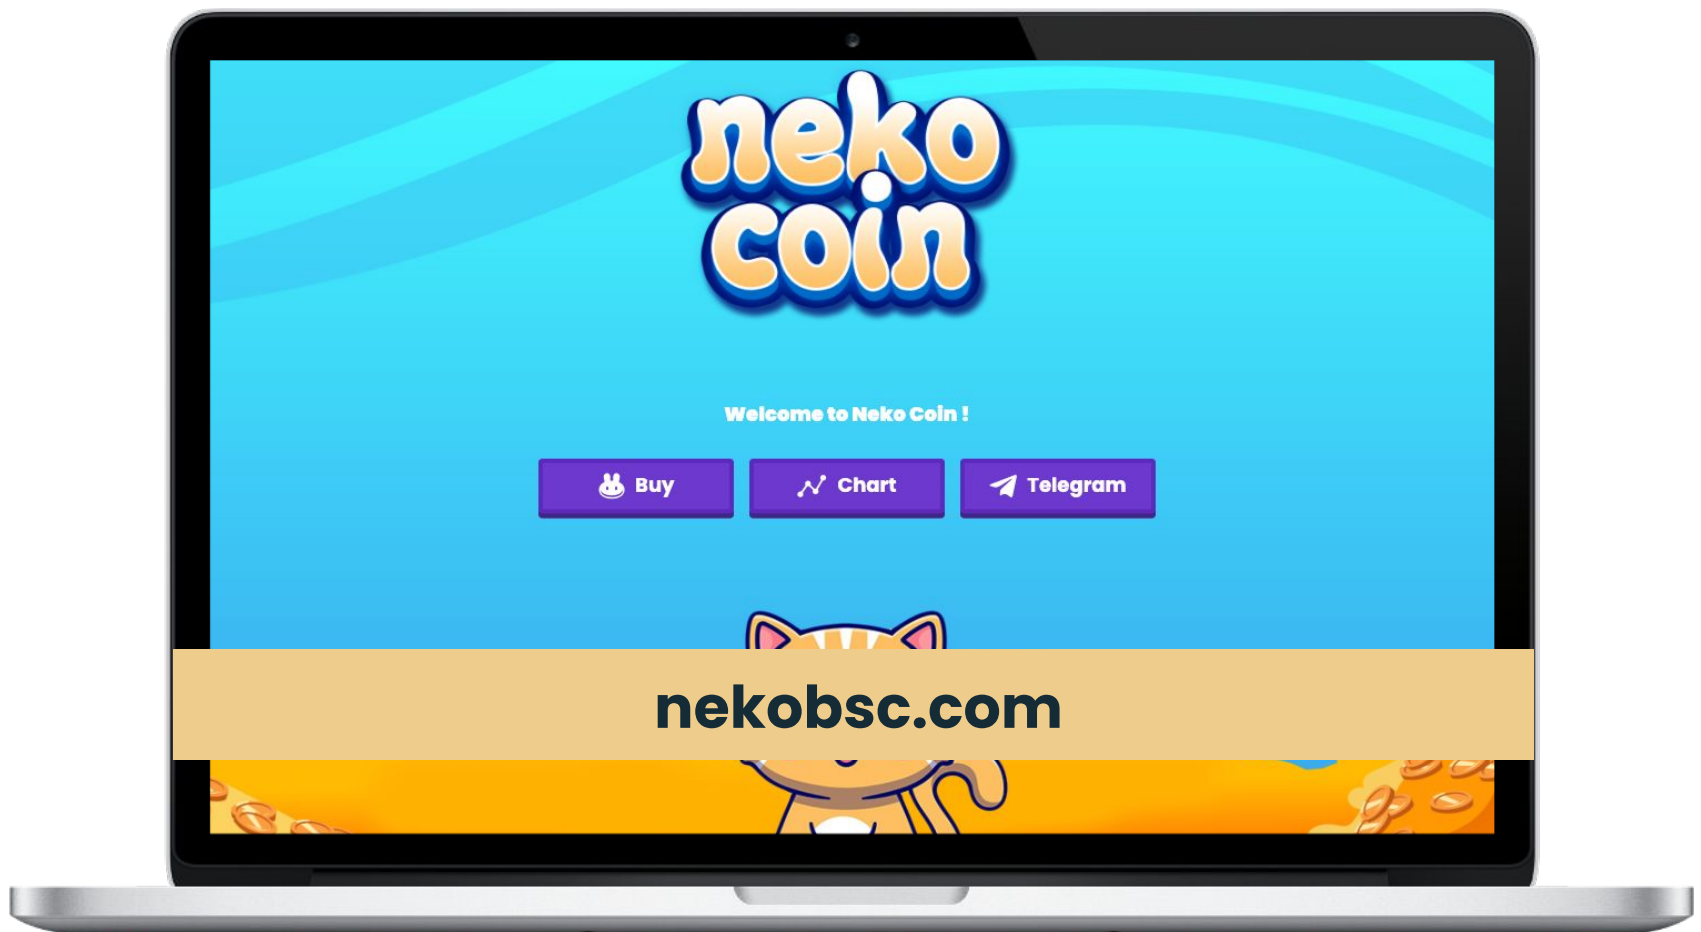 neko
coin
Welcome to Neko Coin !
Buy
Chart
Telegram
nekobsc.com